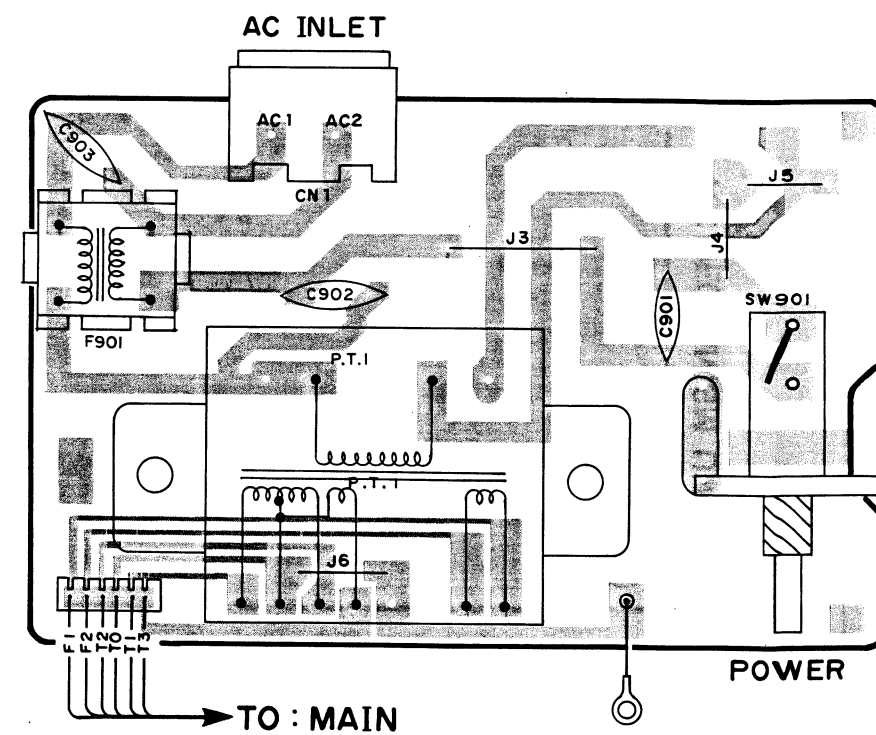 AC INLET
AC1 AC2
C903
CN1
J5
J3
J4
C902
C901
SW901
F901
P.T.1
P.T.1
J6
F1
F2
T2
T0
T1
T3
POWER
TO : MAIN